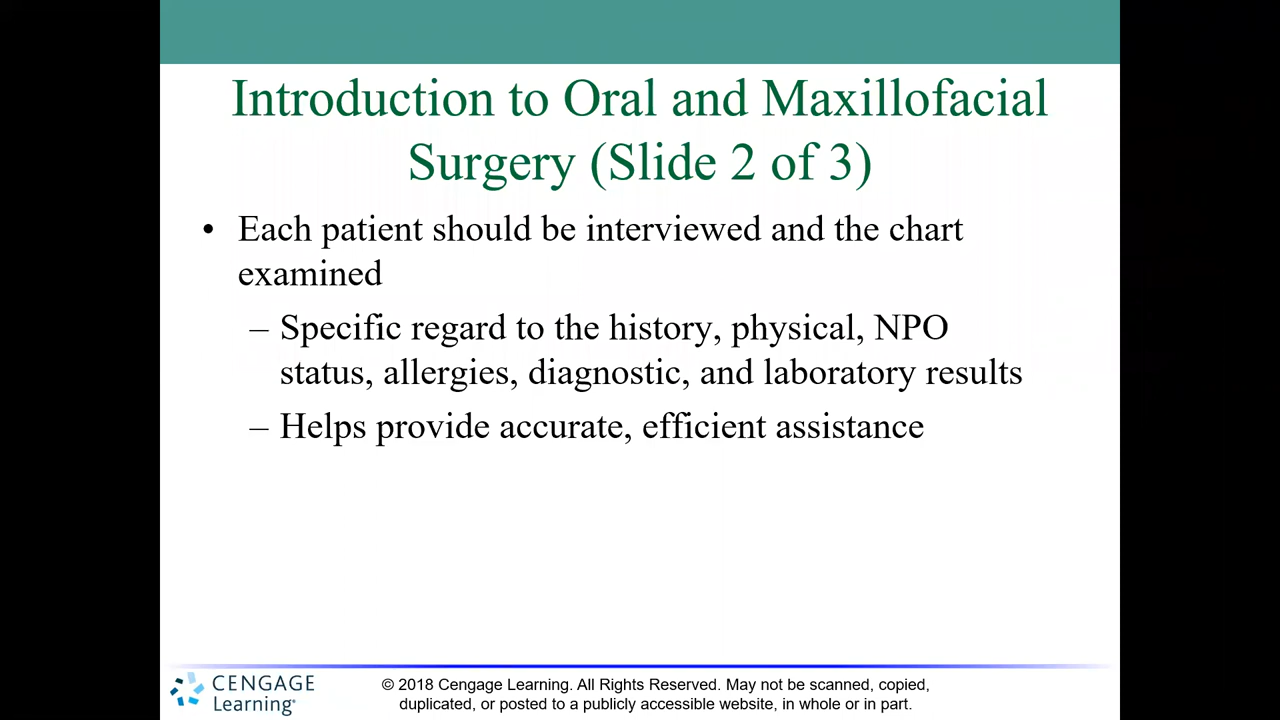 Introduction to Oral and Maxillofacial
Surgery (Slide 2 of 3)
• Each patient should be interviewed and the chart
examined
– Specific regard to the history, physical, NPO
status, allergies, diagnostic, and laboratory results
– Helps provide accurate, efficient assistance
CENGAGE
Learning®
© 2018 Cengage Learning. All Rights Reserved. May not be scanned, copied,
duplicated, or posted to a publicly accessible website, in whole or in part.